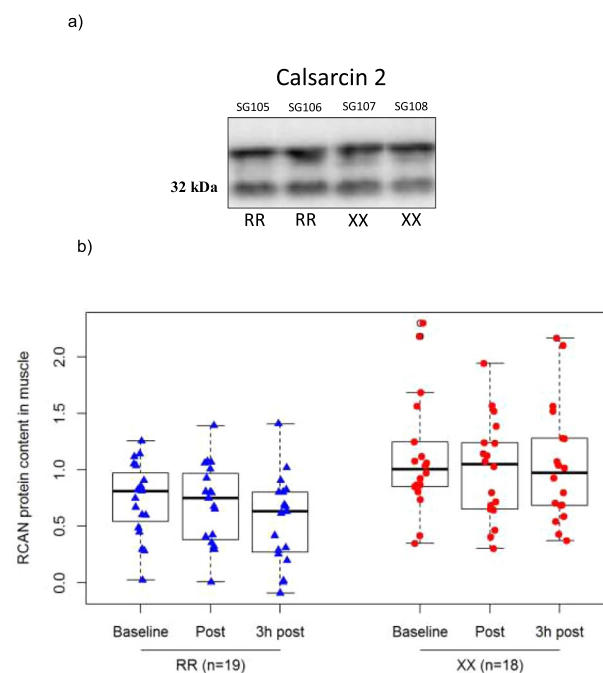 a)
Calsarcin 2
SG105 SG106 SG107 SG108
32 kDa
RR RR XX XX
b)
RCAN protein content in muscle
2.0
1.5
1.0
0.5
0.0
Baseline Post 3h post Baseline Post 3h post
RR (n=19) XX (n=18)